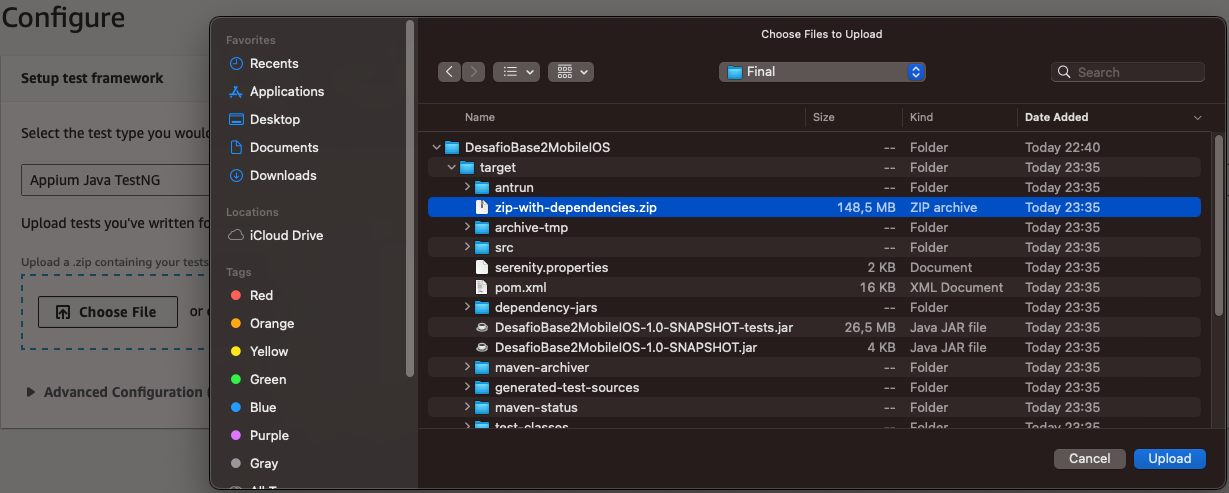 Configure
Setup test framework
Select the test type you would
Appium Java TestNG
Upload tests you've written fo
Upload a .zip containing your tests
Choose File
or
Advanced Configuration (
Choose Files to Upload
Favorites
Recents
Applications
Desktop
Documents
Downloads
Locations
iCloud Drive
Tags
Red
Orange
Yellow
Green
Blue
Purple
Gray
Final
Search
Name Size Kind Date Added
DesafioBase2MobileIOS -- Folder Today 22:40
target -- Folder Today 23:35
antrun -- Folder Today 23:35
zip-with-dependencies.zip 148,5 MB ZIP archive Today 23:35
archive-tmp -- Folder Today 23:35
src -- Folder Today 23:35
serenity.properties 2 KB Document Today 23:35
pom.xml 16 KB XML Document Today 23:35
dependency-jars -- Folder Today 23:35
DesafioBase2MobileIOS-1.0-SNAPSHOT-tests.jar 26,5 MB Java JAR file Today 23:35
DesafioBase2MobileIOS-1.0-SNAPSHOT.jar 4 KB Java JAR file Today 23:35
maven-archiver -- Folder Today 23:35
generated-test-sources -- Folder Today 23:35
maven-status -- Folder Today 23:35
test-classes -- Folder Today 23:35
Cancel Upload